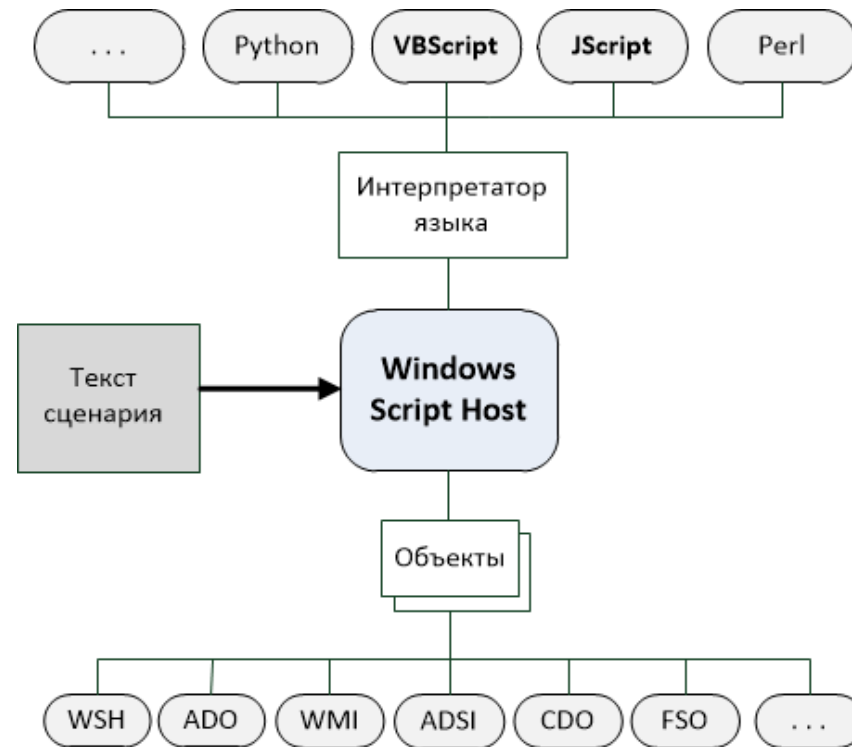 . . .
Python
VBScript
JScript
Perl
Интерпретатор
языка
Текст
сценария
Windows
Script Host
Объекты
WSH
ADO
WMI
ADSI
CDO
FSO
. . .